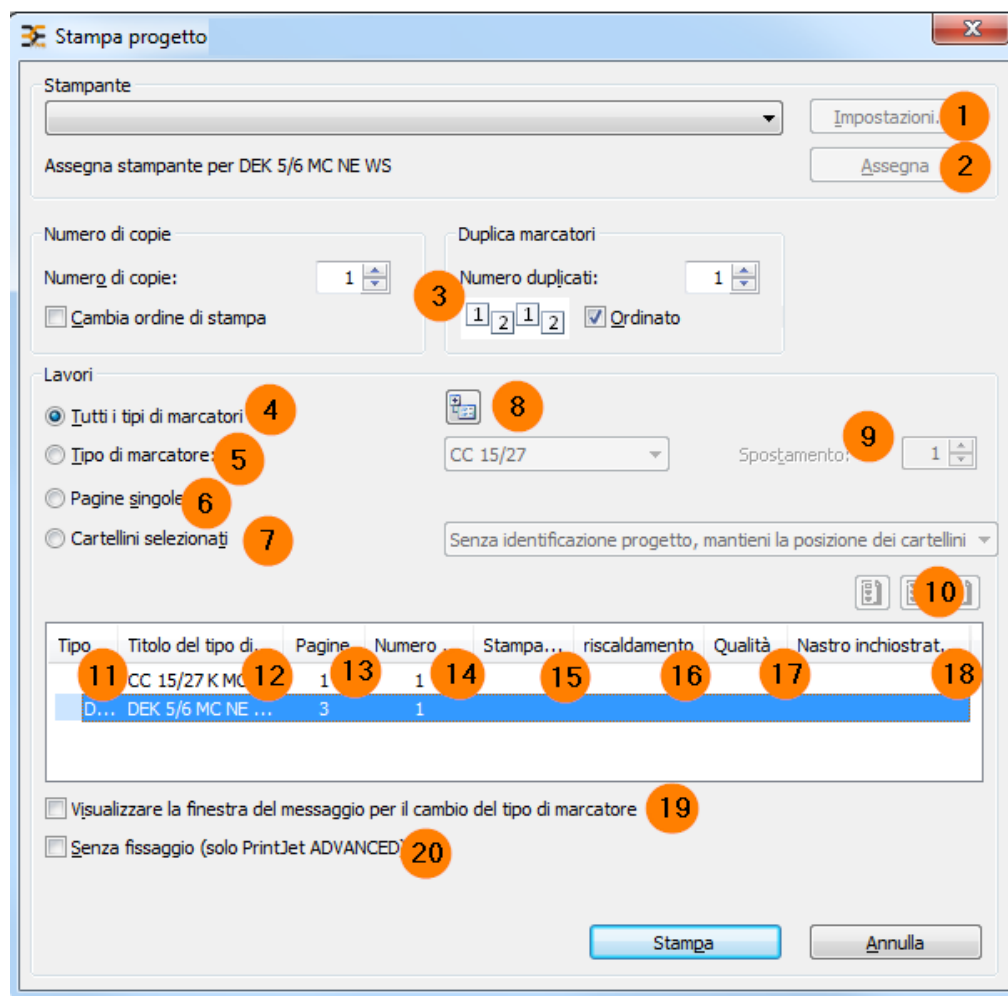 Stampa progetto
Stampante
Impostazioni. 1
Assegna stampante per DEK 5/6 MC NE WS
Assegna 2
Numero di copie
Duplica marcatori
Numero di copie: 1
3 Numero duplicati: 1
Cambia ordine di stampa
1 2 1 2 Ordinato
Lavori
Tutti i tipi di marcatori 4
8
Tipo di marcatore: 5
CC 15/27
Spostamento: 9 1
Pagine singole 6
Cartellini selezionati 7
Senza identificazione progetto, mantieni la posizione dei cartellini
10
Tipo Titolo del tipo di... Pagine Numero ... Stampa... riscaldamento Qualità Nastro inchiostrat...
11 12 13 14 15 16 17 18
CC 15/27 K MC 1 1
D... DEK 5/6 MC NE ... 3 1
Visualizzare la finestra del messaggio per il cambio del tipo di marcatore 19
Senza fissaggio (solo PrintJet ADVANCED) 20
Stampa
Annulla